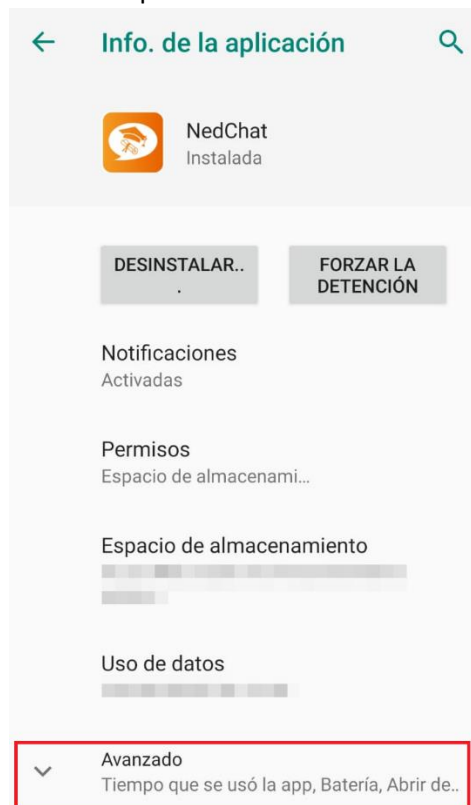 Info. de la aplicación
NedChat
Instalada
DESINSTALAR..
.
FORZAR LA
DETENCIÓN
Notificaciones
Activadas
Permisos
Espacio de almacenami...
Espacio de almacenamiento
Uso de datos
Avanzado
Tiempo que se usó la app, Batería, Abrir de..